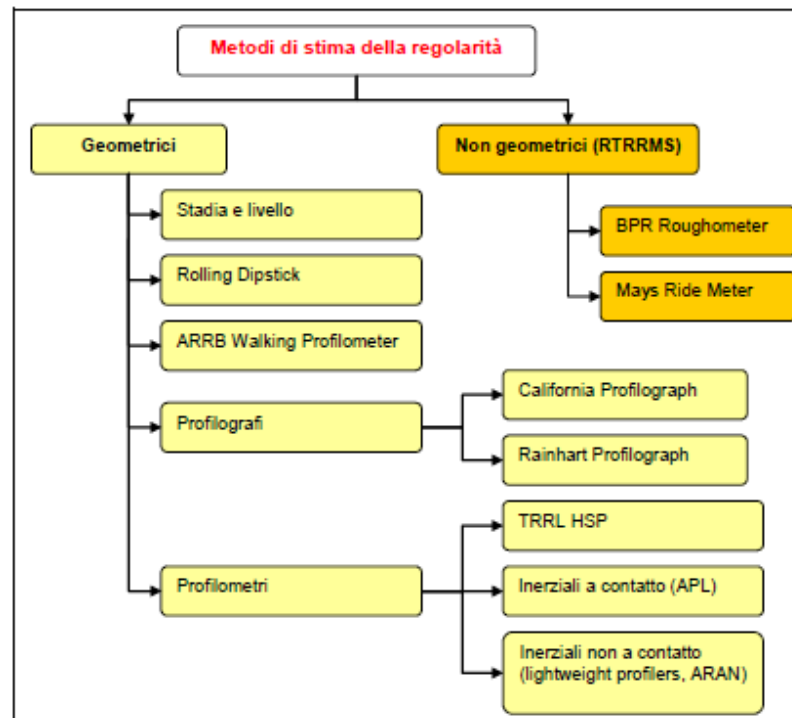 Metodi di stima della regolarità
Geometrici
Non geometrici (RTRRMS)
Stadia e livello
BPR Roughometer
Rolling Dipstick
Mays Ride Meter
ARRB Walking Profilometer
Profilografi
California Profilograph
Rainhart Profilograph
TRRL HSP
Profilometri
Inerziali a contatto (APL)
Inerziali non a contatto
(lightweight profilers, ARAN)